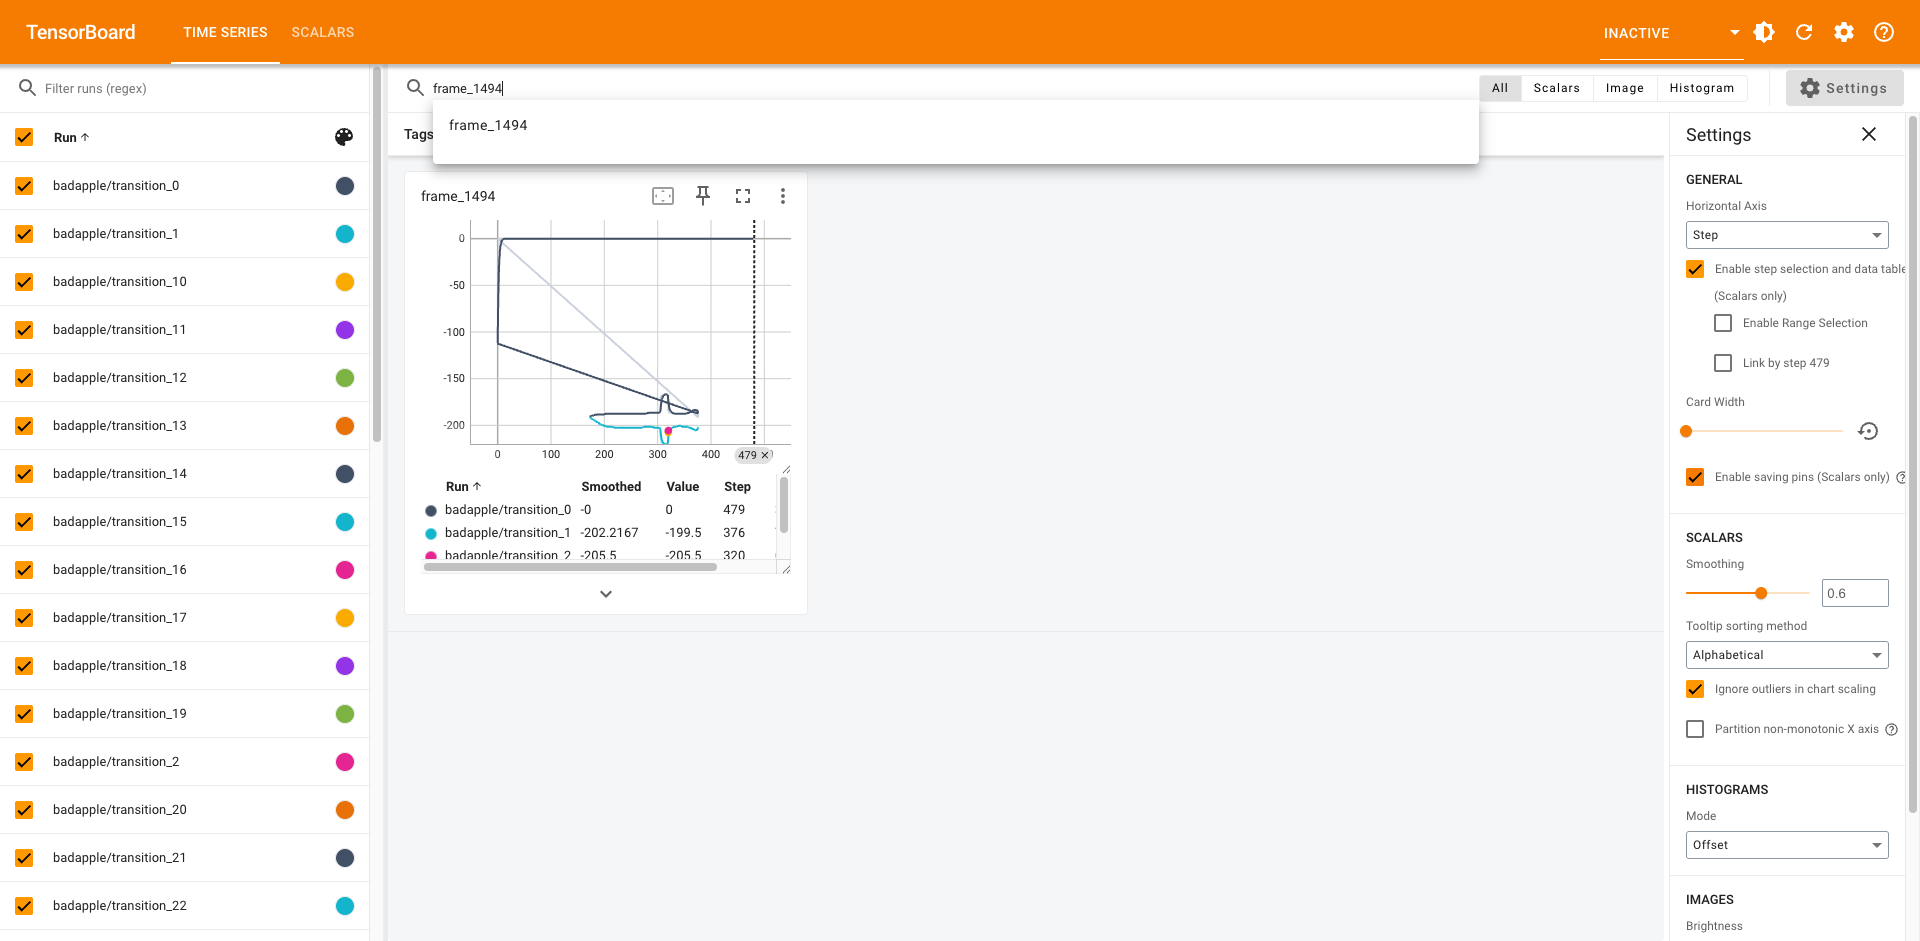 TensorBoard TIME SERIES SCALARS INACTIVE
Filter runs (regex)
Run
badapple/transition_0
badapple/transition_1
badapple/transition_10
badapple/transition_11
badapple/transition_12
badapple/transition_13
badapple/transition_14
badapple/transition_15
badapple/transition_16
badapple/transition_17
badapple/transition_18
badapple/transition_19
badapple/transition_2
badapple/transition_20
badapple/transition_21
badapple/transition_22
frame_1494
All Scalars Image Histogram Settings
frame_1494
Tags
frame_1494
0
-50
-100
-150
-200
0 100 200 300 400 479
Run Smoothed Value Step
badapple/transition_0 -0 0 479
badapple/transition_1 -202.2167 -199.5 376
badapple/transition_2 -205.5 -205.5 320
Settings
GENERAL
Horizontal Axis
Step
Enable step selection and data table
(Scalars only)
Enable Range Selection
Link by step 479
Card Width
Enable saving pins (Scalars only)
SCALARS
Smoothing
0.6
Tooltip sorting method
Alphabetical
Ignore outliers in chart scaling
Partition non-monotonic X axis
HISTOGRAMS
Mode
Offset
IMAGES
Brightness